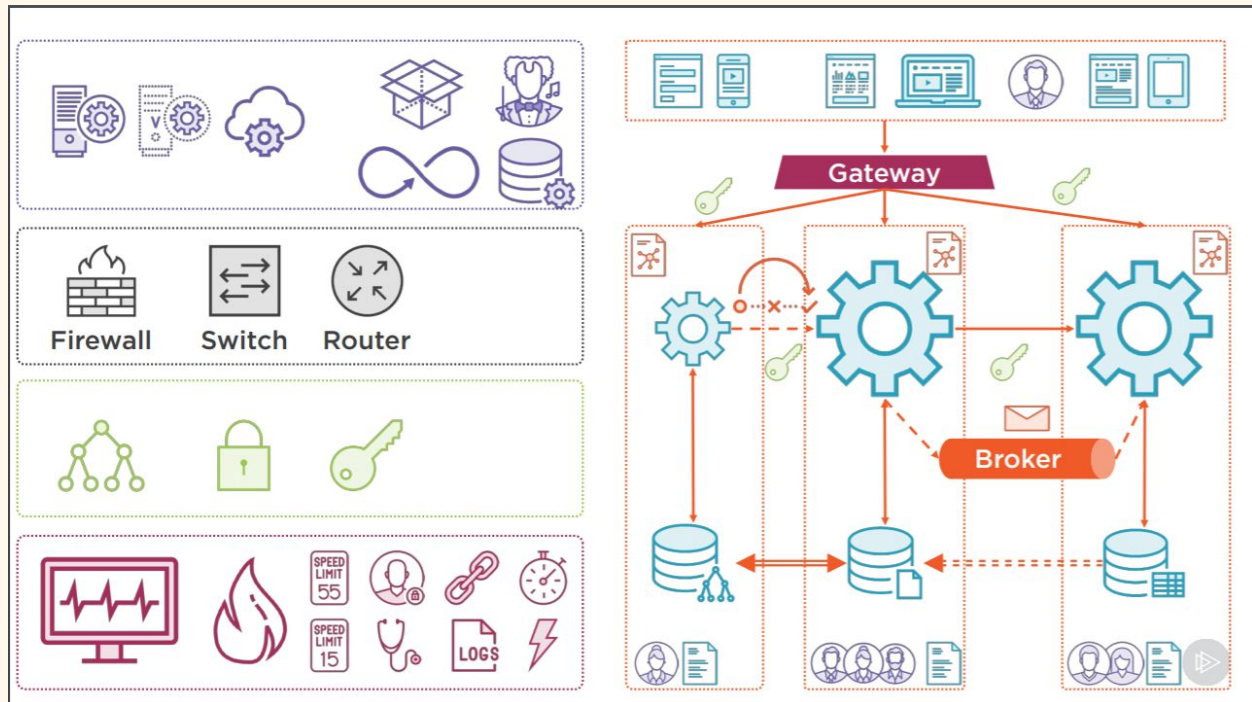 V
Firewall
Switch
Router
SPEED
LIMIT
55
SPEED
LIMIT
15
LOGS
Gateway
Broker